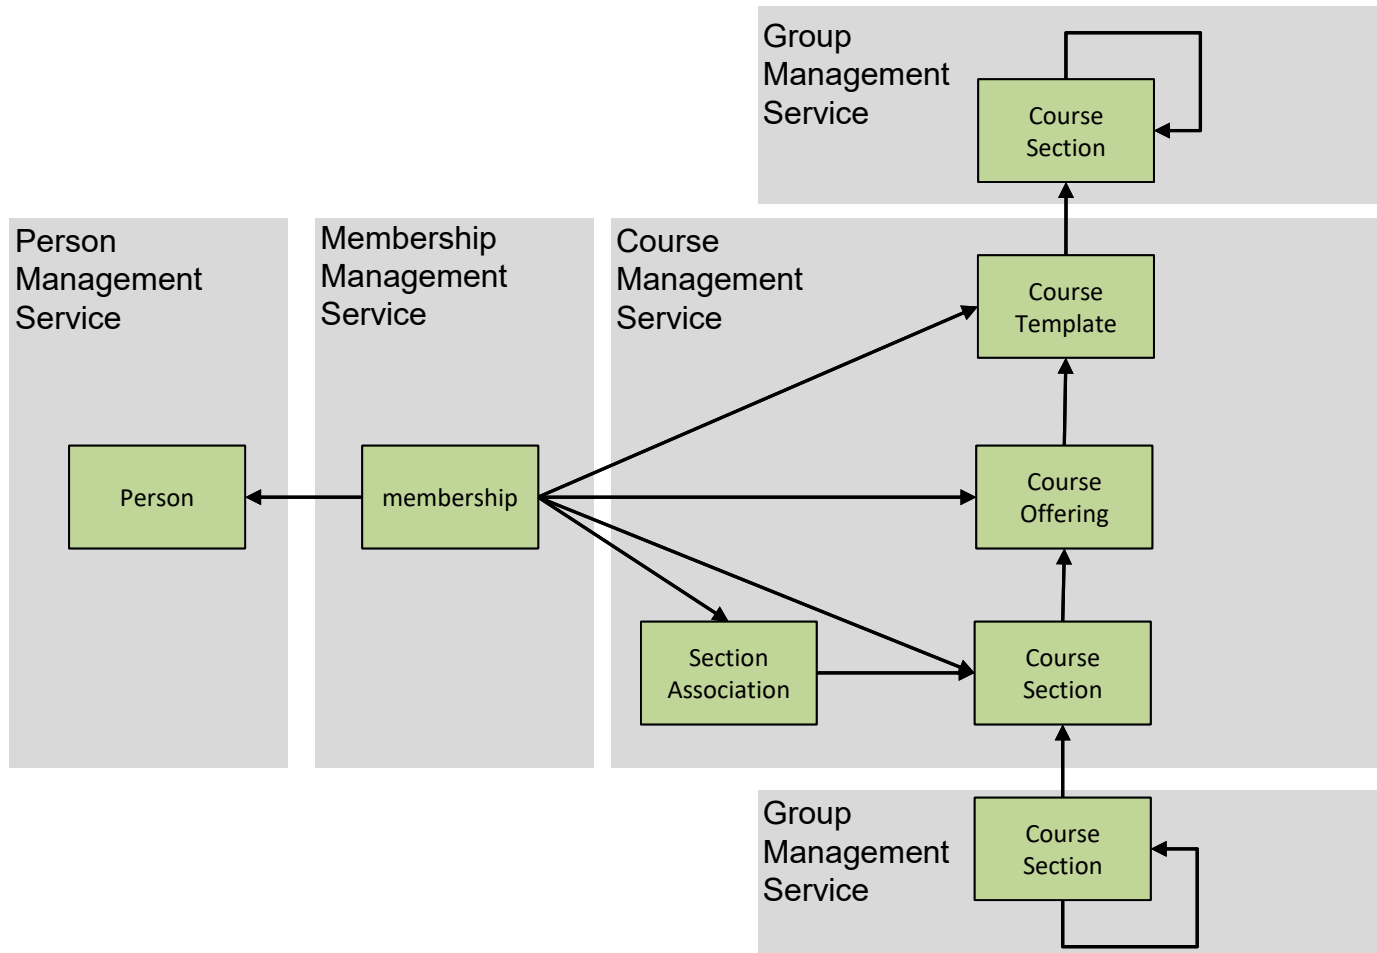 Group
Management
Service
Course
Section
Person
Management
Service
Membership
Management
Service
Course
Management
Service
Course
Template
Person
membership
Course
Offering
Section
Association
Course
Section
Group
Management
Service
Course
Section